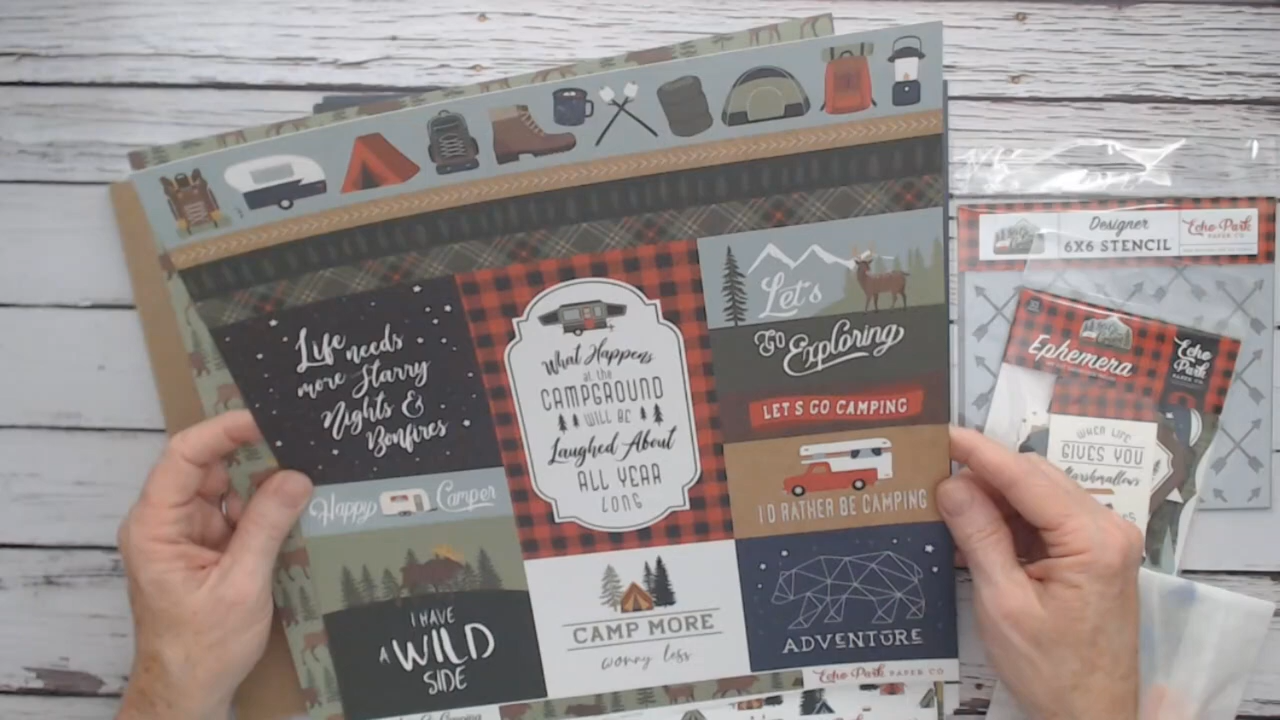 Life needs
more Starry
Nights &
Bonfires
Happy Camper
I HAVE
A WILD
SIDE
What Happens
at the
CAMPGROUND
WILL BE
Laughed About
ALL YEAR
LONG
CAMP MORE
worry less
Let's
Go Exploring
LET'S GO CAMPING
I'D RATHER BE CAMPING
ADVENTURE
Echo Park PAPER CO
Designer
6X6 STENCIL
Echo Park
PAPER CO
Ephemera
Echo
Park
WHEN LIFE
GIVES YOU
Marshmallows